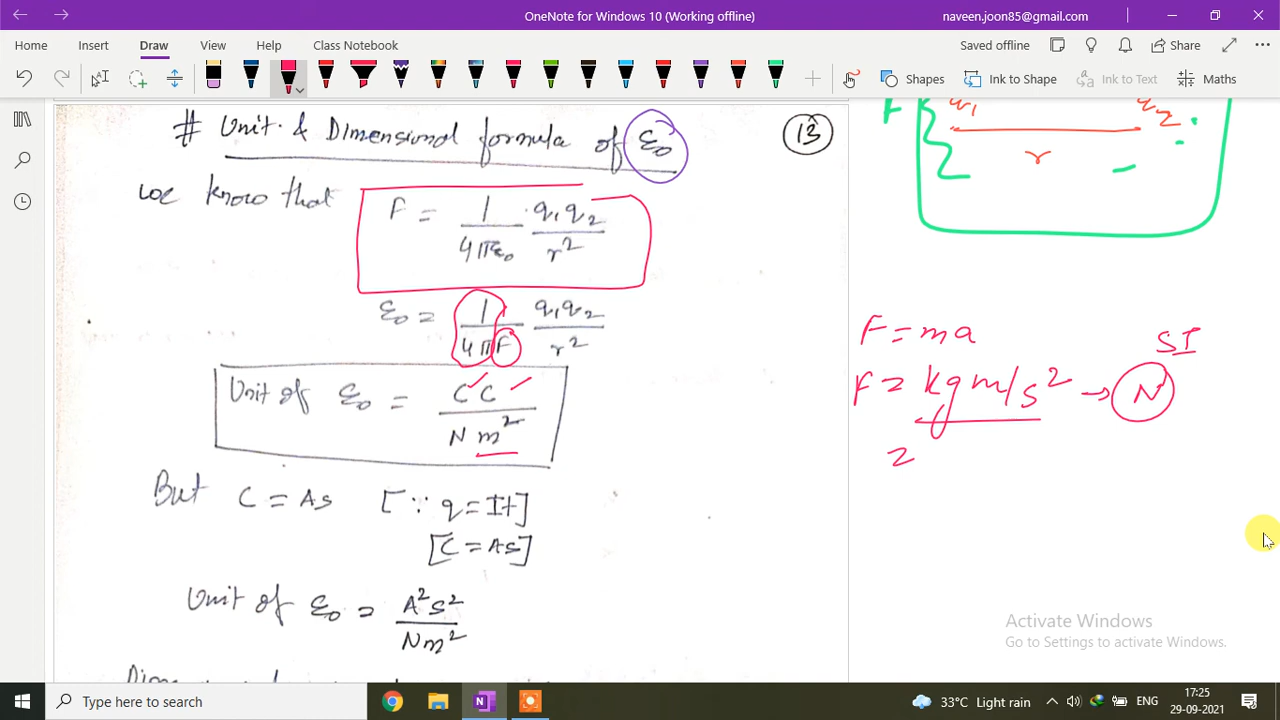 OneNote for Windows 10 (Working offline)
naveen.joon85@gmail.com
Home Insert Draw View Help Class Notebook
Saved offline Share
Shapes Ink to Shape Ink to Text Maths
# Unit & Dimensional formula of ε₀
13
We know that F = 1/4πε₀ · q₁q₂/r²
ε₀ = 1/4πF q₁q₂/r²
Unit of ε₀ = C C / N m²
But C = As [∵ q = It]
[C = As]
Unit of ε₀ = A²s²/Nm²
F
q₂
r
F = ma
SI
F = kg m/s² → N
Activate Windows
Go to Settings to activate Windows.
Type here to search
33°C Light rain
ENG
17:25
29-09-2021